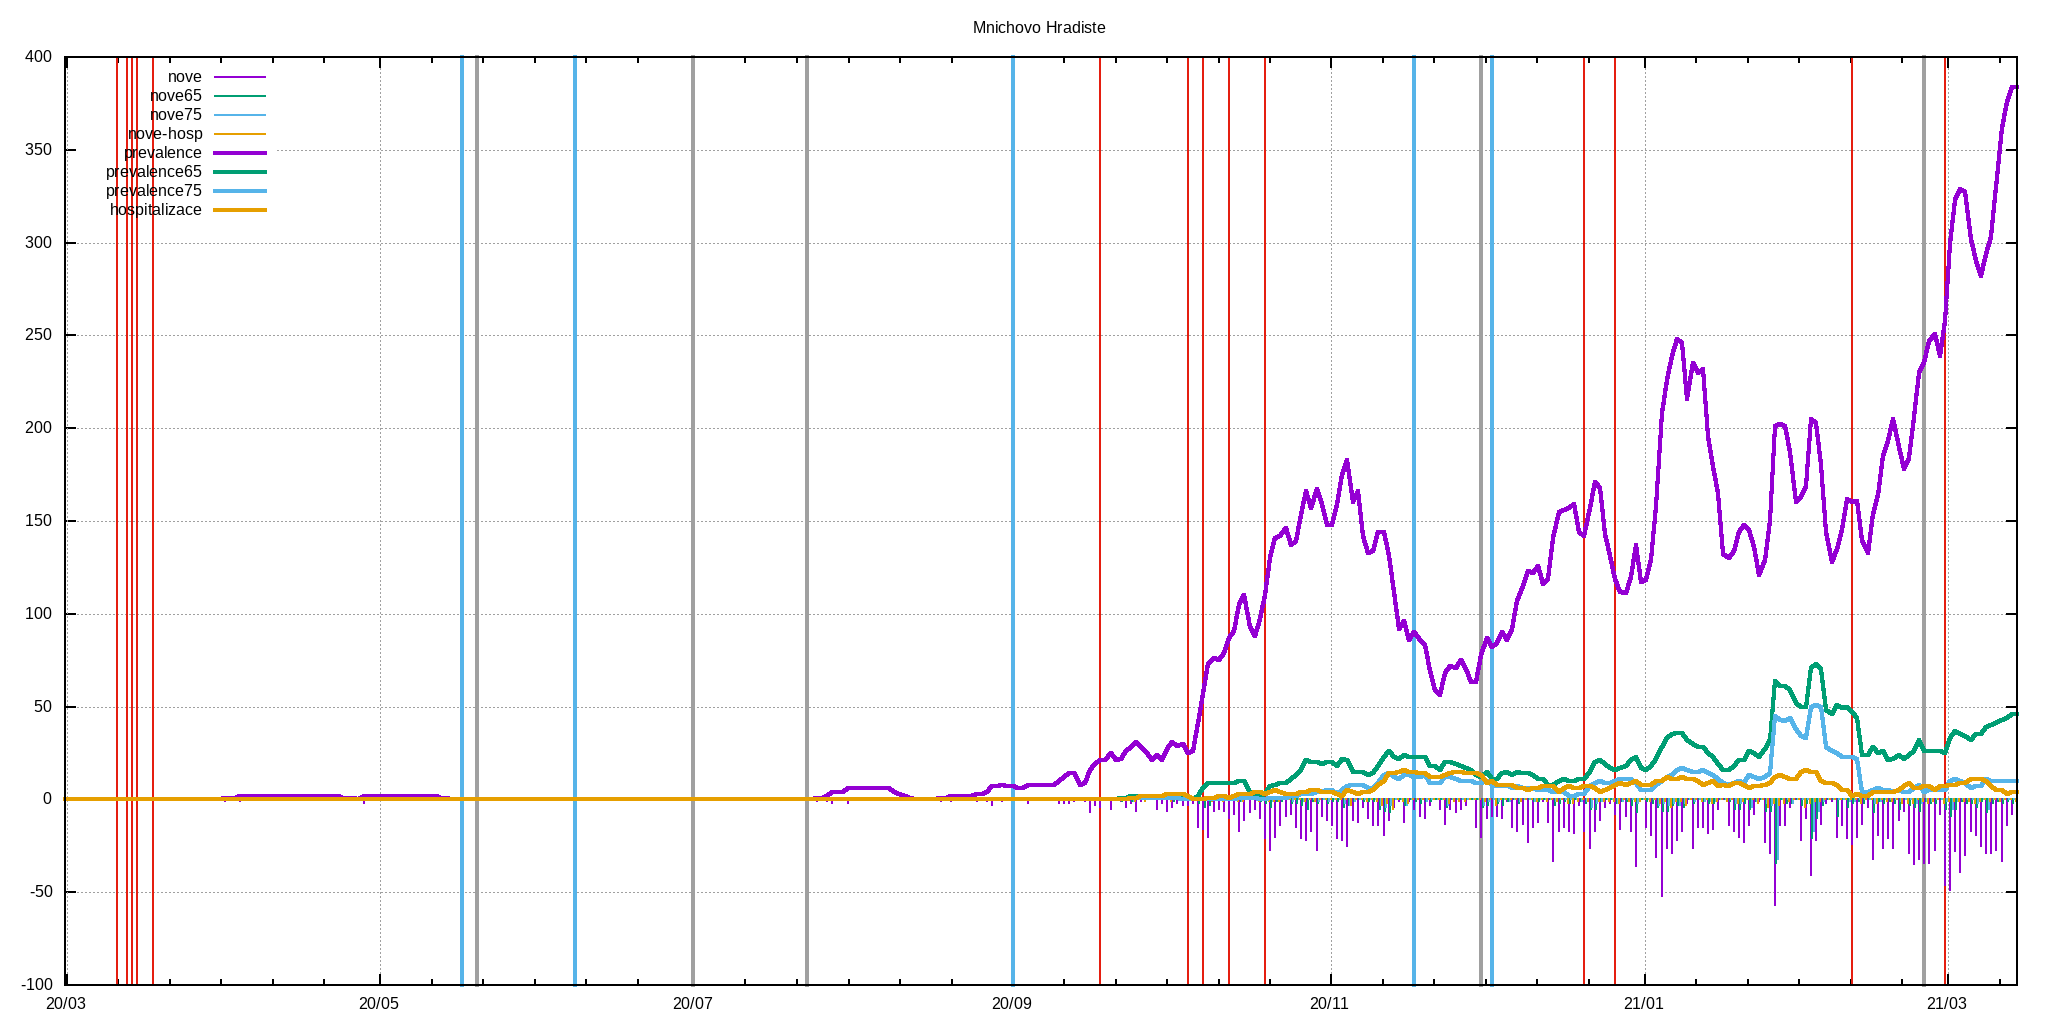 Mnichovo Hradiste
400
350
300
250
200
150
100
50
0
-50
-100
nove
nove65
nove75
nove-hosp
prevalence
prevalence65
prevalence75
hospitalizace
20/03 20/05 20/07 20/09 20/11 21/01 21/03